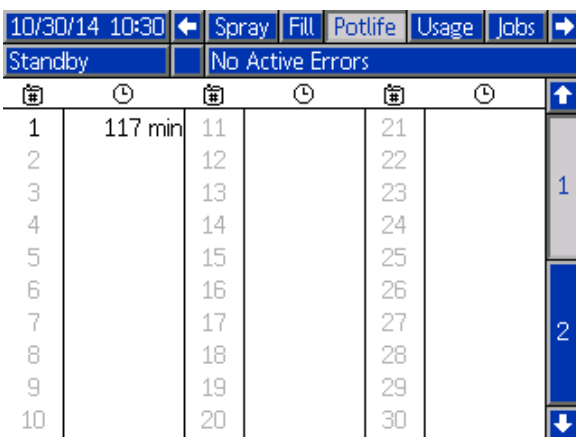 10/30/14 10:30 Spray Fill Potlife Usage Jobs
Standby No Active Errors
# # #
1 117 min 11 21
2 12 22
3 13 23 1
4 14 24
5 15 25
6 16 26
7 17 27 2
8 18 28
9 19 29
10 20 30